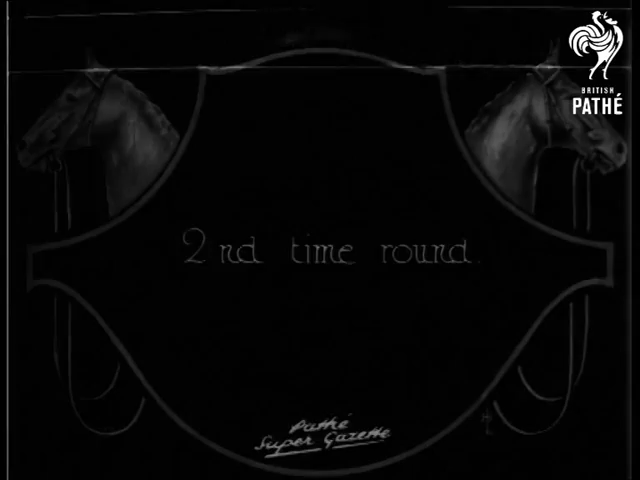 BRITISH
PATHÉ
2nd time round.
Pathé
Super Gazette